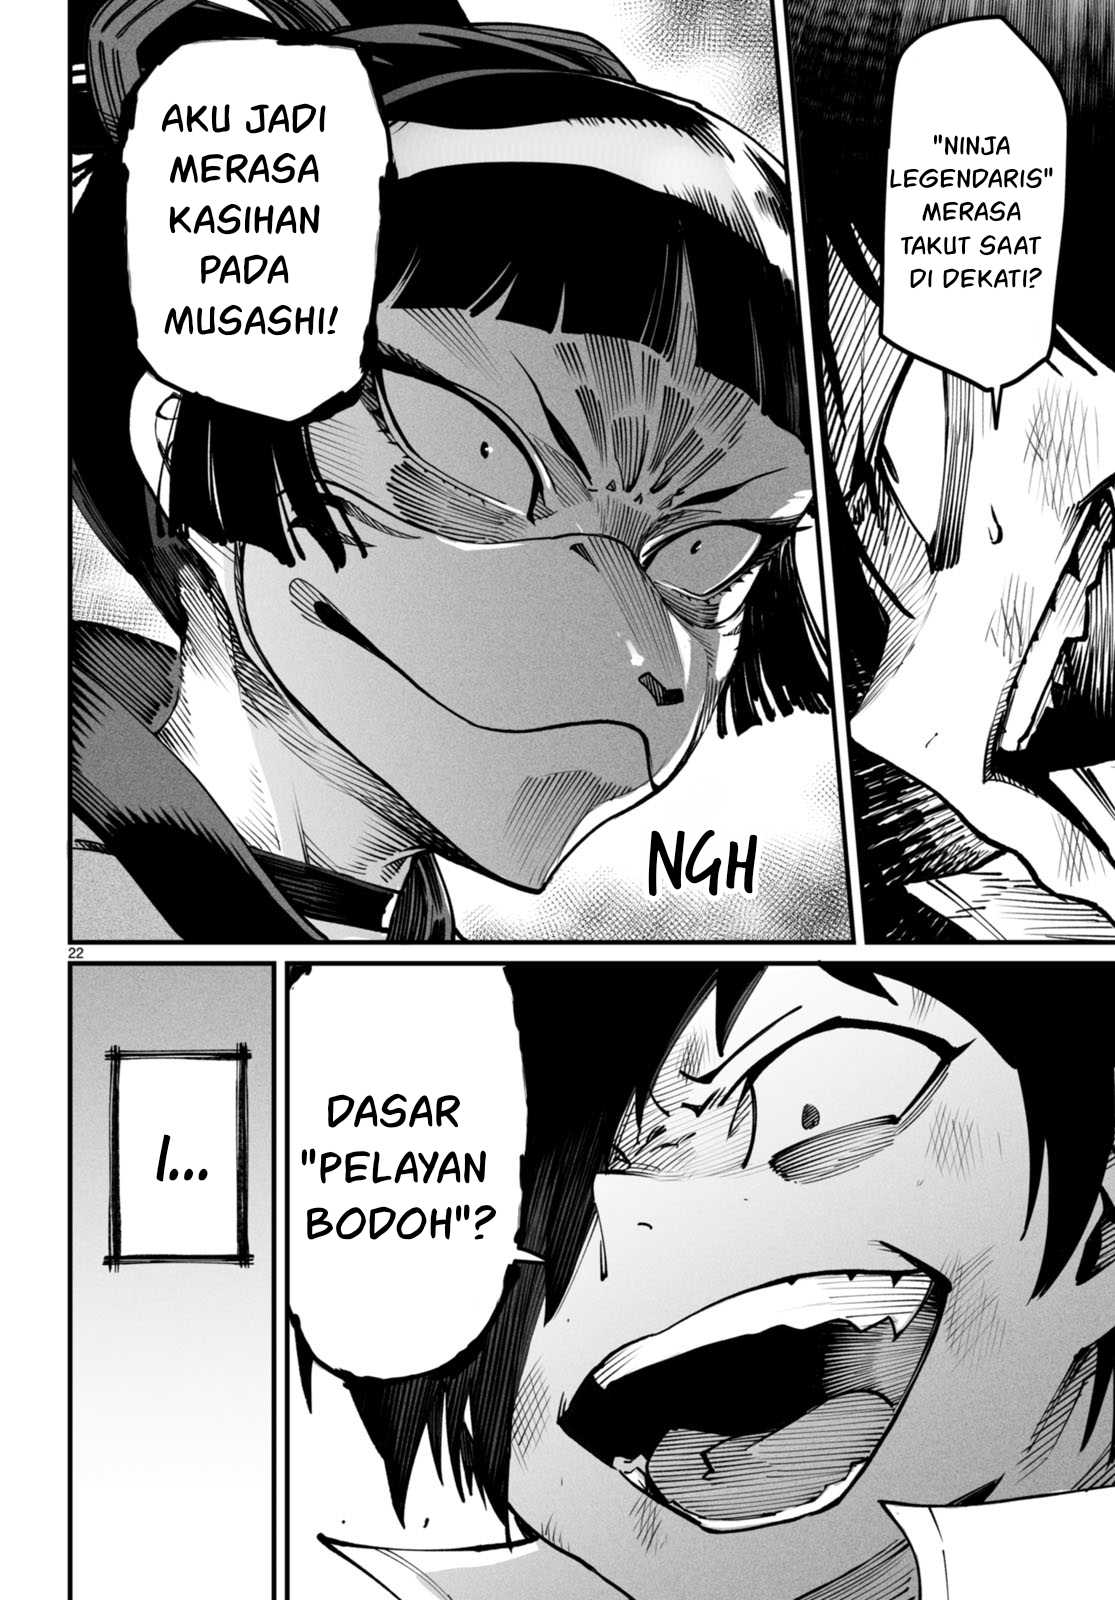 "NINJA
LEGENDARIS"
MERASA
TAKUT SAAT
DI DEKATI?
AKU JADI
MERASA
KASIHAN
PADA
MUSASHI!
NGH
22
DASAR
"PELAYAN
BODOH"?
I...